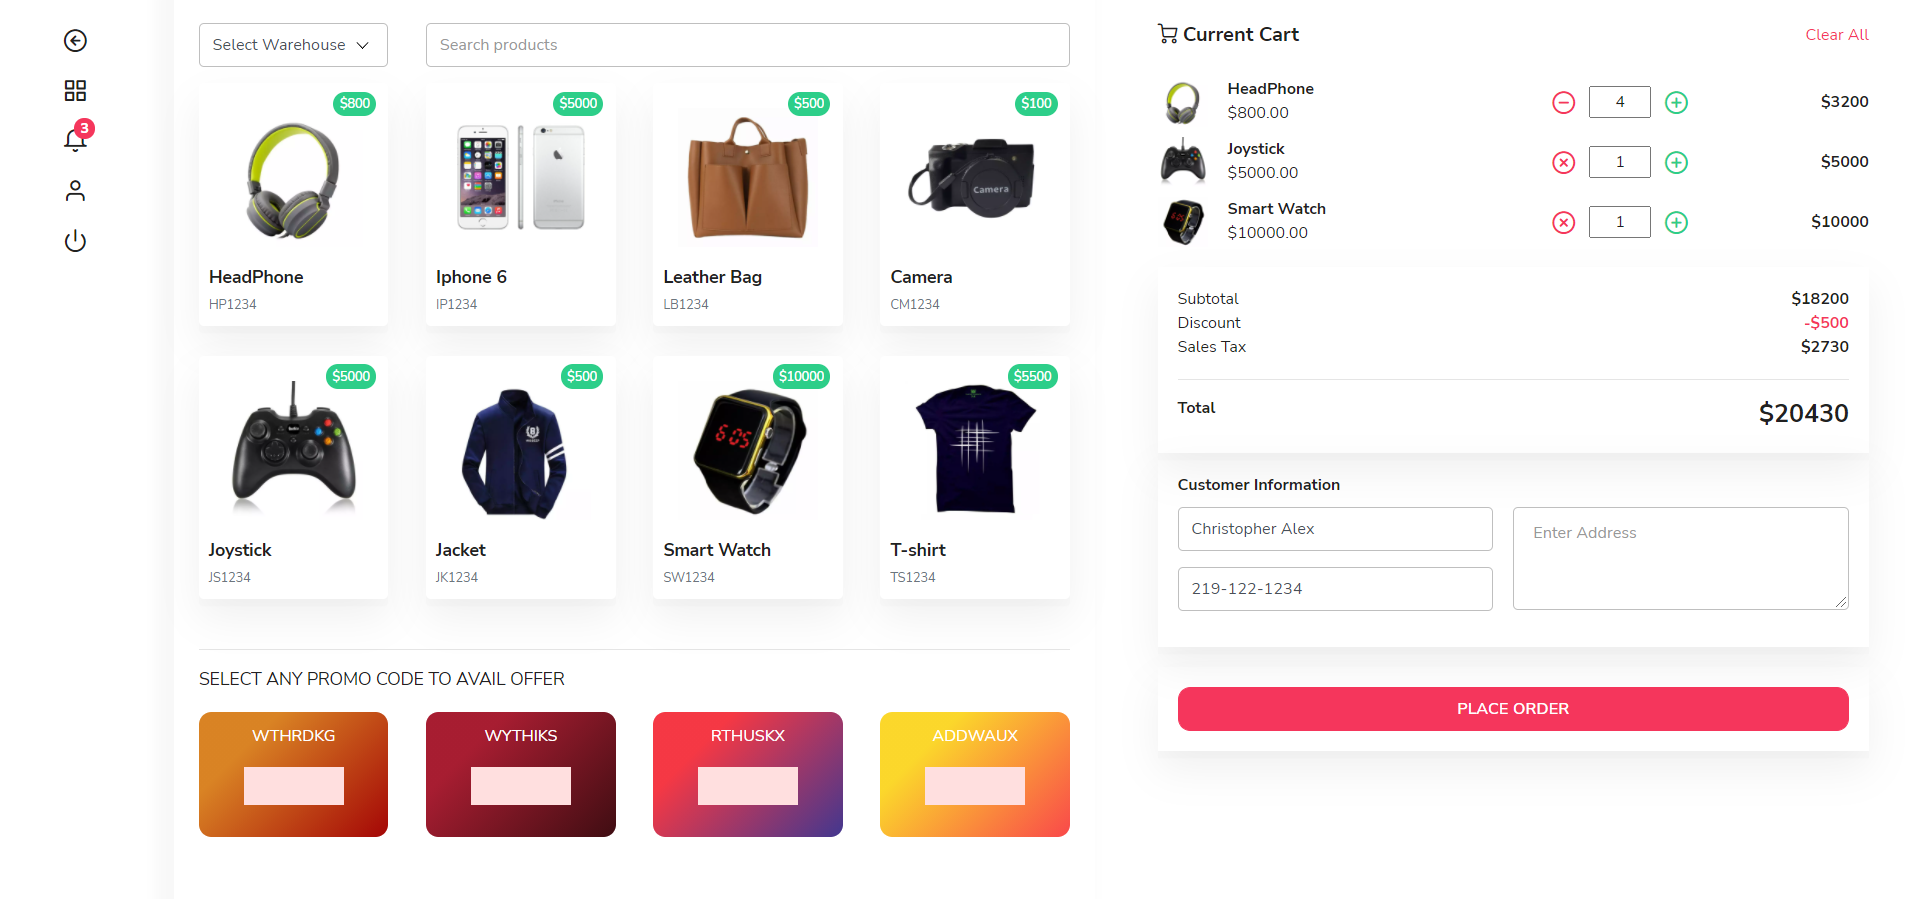 3
Select Warehouse
Search products
$800
HeadPhone
HP1234
$5000
Iphone 6
IP1234
$500
Leather Bag
LB1234
$100
Camera
Camera
CM1234
$5000
Joystick
JS1234
$500
Jacket
JK1234
$10000
6:05
Smart Watch
SW1234
$5500
T-shirt
TS1234
SELECT ANY PROMO CODE TO AVAIL OFFER
WTHRDKG
WYTHIKS
RTHUSKX
ADDWAUX
Current Cart
Clear All
HeadPhone
$800.00
4
$3200
Joystick
$5000.00
1
$5000
Smart Watch
$10000.00
1
$10000
Subtotal
$18200
Discount
-$500
Sales Tax
$2730
Total
$20430
Customer Information
Christopher Alex
219-122-1234
Enter Address
PLACE ORDER